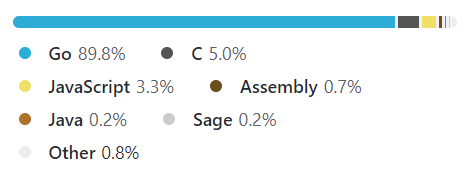 Go 89.8% C 5.0%
JavaScript 3.3% Assembly 0.7%
Java 0.2% Sage 0.2%
Other 0.8%